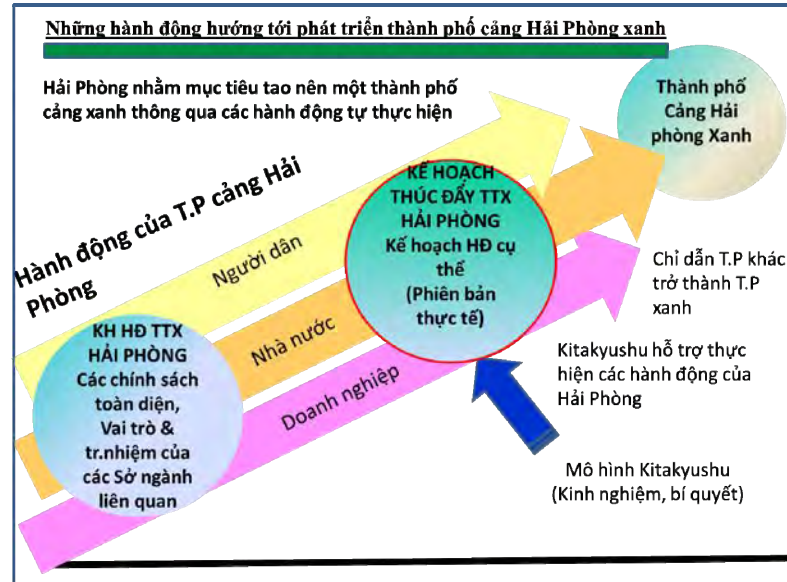 Những hành động hướng tới phát triển thành phố cảng Hải Phòng xanh
Hải Phòng nhằm mục tiêu tao nên một thành phố
cảng xanh thông qua các hành động tự thực hiện
Thành phố
Cảng Hải
phòng Xanh
Hành động của T.P cảng Hải
Phòng
Người dân
Nhà nước
Doanh nghiệp
KẾ HOẠCH
THÚC ĐẨY TTX
HẢI PHÒNG
Kế hoạch HĐ cụ
thể
(Phiên bản
thực tế)
KH HĐ TTX
HẢI PHÒNG
Các chính sách
toàn diện,
Vai trò &
tr.nhiệm của
các Sở ngành
liên quan
Chỉ dẫn T.P khác
trở thành T.P
xanh
Kitakyushu hỗ trợ thực
hiện các hành động của
Hải Phòng
Mô hình Kitakyushu
(Kinh nghiệm, bí quyết)